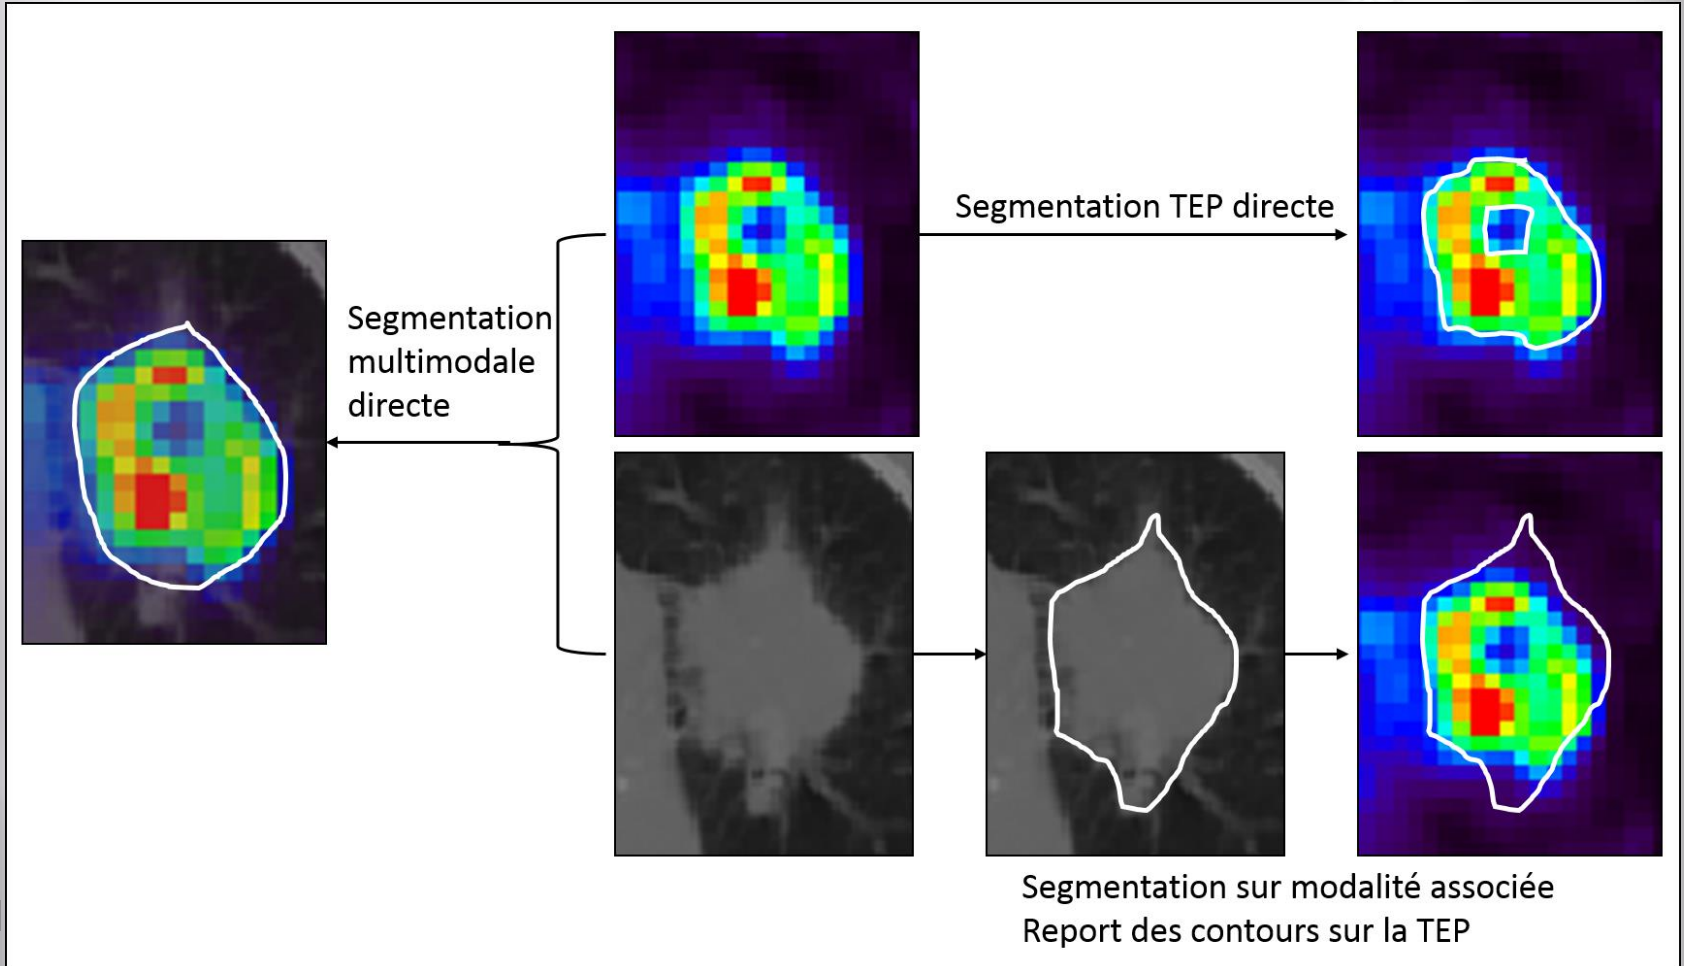 Segmentation TEP directe
Segmentation
multimodale
directe
Segmentation sur modalité associée
Report des contours sur la TEP